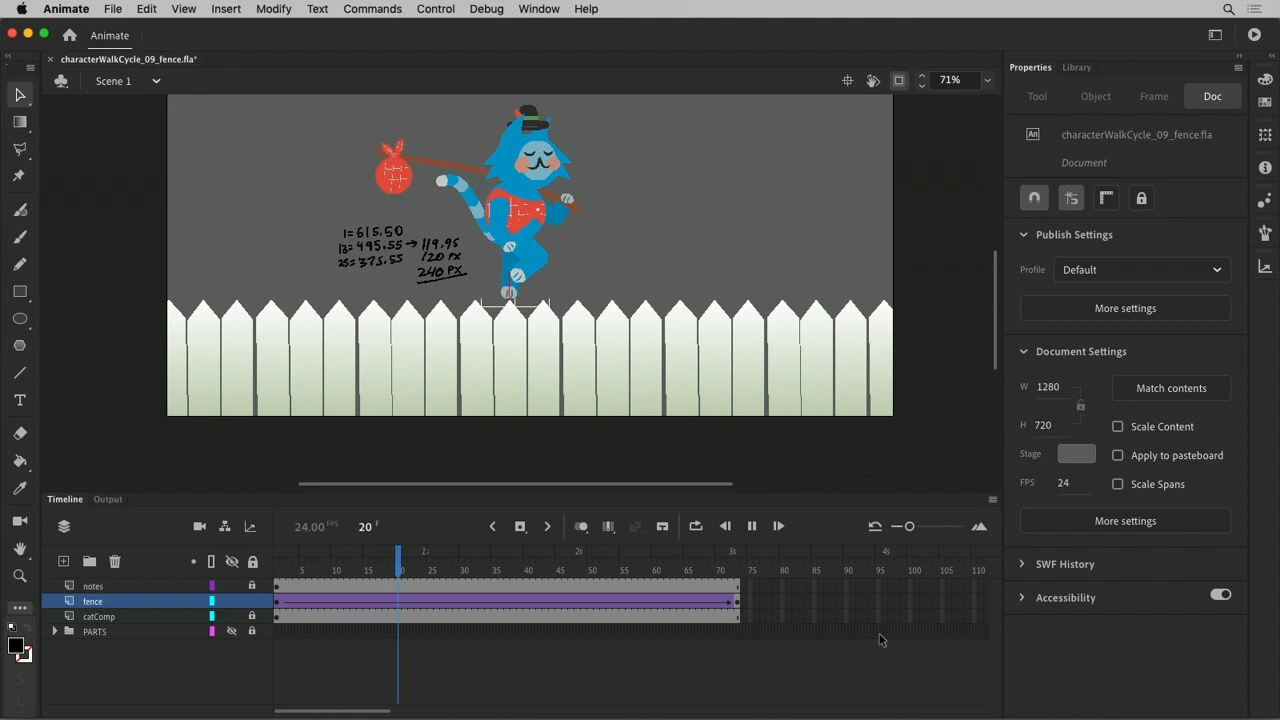 Animate File Edit View Insert Modify Text Commands Control Debug Window Help
Animate
characterWalkCycle_09_fence.fla*
Scene 1
71%
1=615.50
13=495.55→119.95
25=375.55 120 PX
240 PX
Properties Library
Tool Object Frame Doc
An characterWalkCycle_09_fence.fla
Document
Publish Settings
Profile Default
More settings
Document Settings
W 1280 Match contents
H 720 Scale Content
Stage Apply to pasteboard
FPS 24 Scale Spans
More settings
SWF History
Accessibility
Timeline Output
24.00 FPS 20 F
1s 2s 3s 4s
5 10 15 20 25 30 35 40 45 50 55 60 65 70 75 80 85 90 95 100 105 110
notes
fence
catComp
PARTS